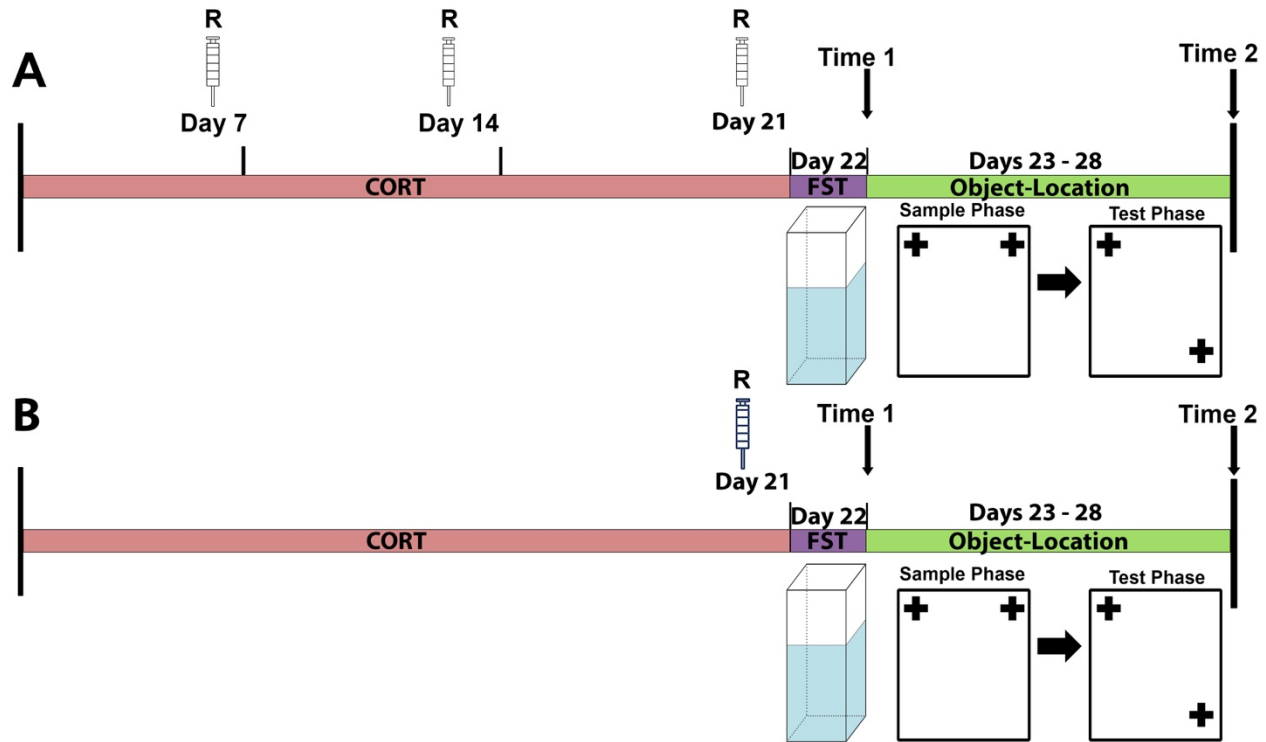 R
R
R
A
Time 1
Time 2
Day 7
Day 14
Day 21
Day 22
Days 23 - 28
CORT
FST
Object-Location
Sample Phase
Test Phase
R
B
Time 1
Time 2
Day 21
Day 22
Days 23 - 28
CORT
FST
Object-Location
Sample Phase
Test Phase